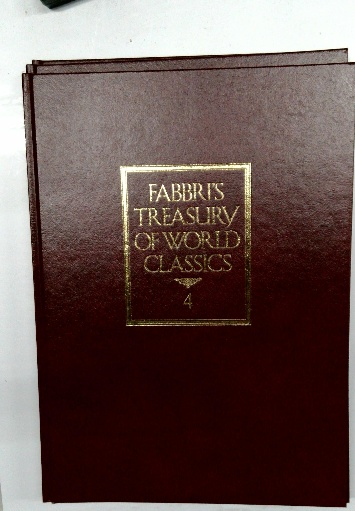 FABBRI'S
TREASURY
OF WORLD
CLASSICS
4